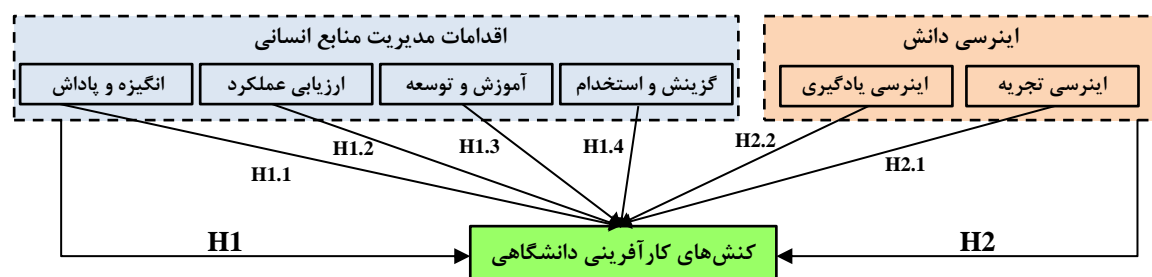 اینرسی دانش
اقدامات مدیریت منابع انسانی
اینرسی تجربه
اینرسی یادگیری
گزینش و استخدام
آموزش و توسعه
ارزیابی عملکرد
انگیزه و پاداش
H2.1
H2.2
H1.4
H1.3
H1.2
H1.1
H2
H1
کنش‌های کارآفرینی دانشگاهی